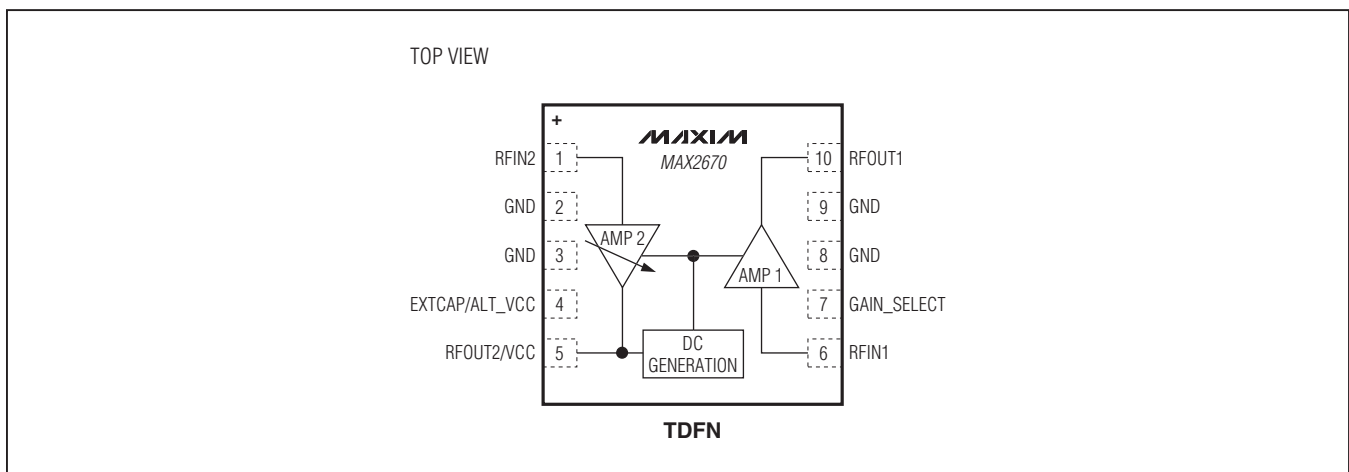 TOP VIEW
+
MAXIM
MAX2670
RFIN2 1
GND 2
GND 3
EXTCAP/ALT_VCC 4
RFOUT2/VCC 5
10 RFOUT1
9 GND
8 GND
7 GAIN_SELECT
6 RFIN1
AMP 2
AMP 1
DC
GENERATION
TDFN